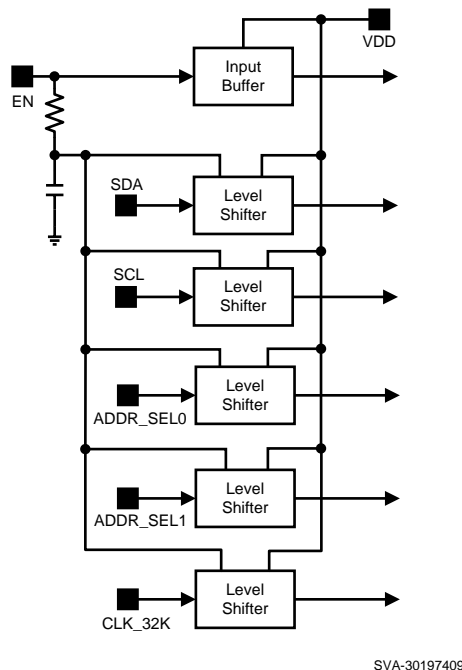 VDD
Input
Buffer
EN
SDA
Level
Shifter
SCL
Level
Shifter
ADDR_SEL0
Level
Shifter
ADDR_SEL1
Level
Shifter
CLK_32K
Level
Shifter
SVA-30197409